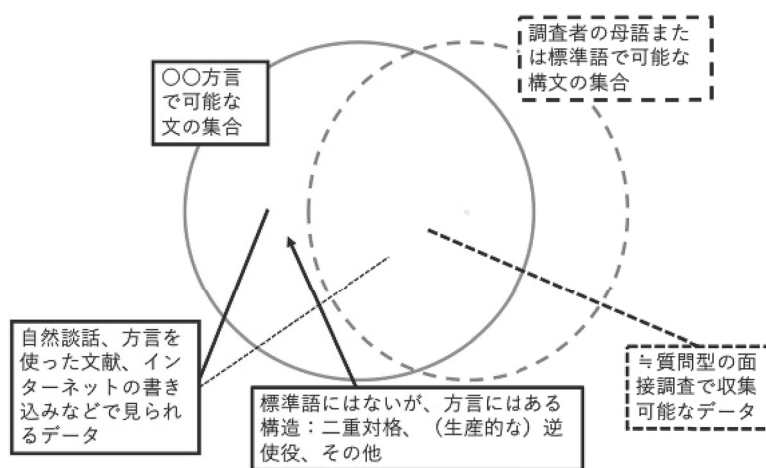 〇〇方言
で可能な
文の集合
調査者の母語また
は標準語で可能な
構文の集合
自然談話、方言を
使った文献、イン
ターネットの書き
込みなどで見られ
るデータ
標準語にはないが、方言にはある
構造：二重対格、（生産的な）逆
使役、その他
≒質問型の面
接調査で収集
可能なデータ